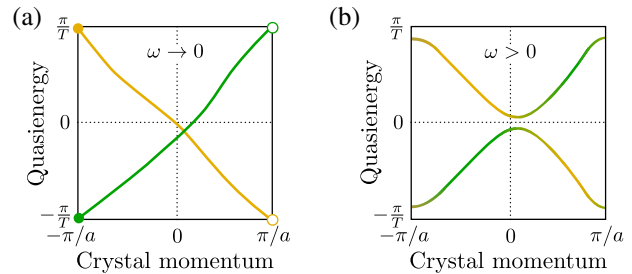 (a)
π/T
ω → 0
Quasienergy
0
−π/T
−π/a
0
π/a
Crystal momentum
(b)
π/T
ω > 0
Quasienergy
0
−π/T
−π/a
0
π/a
Crystal momentum